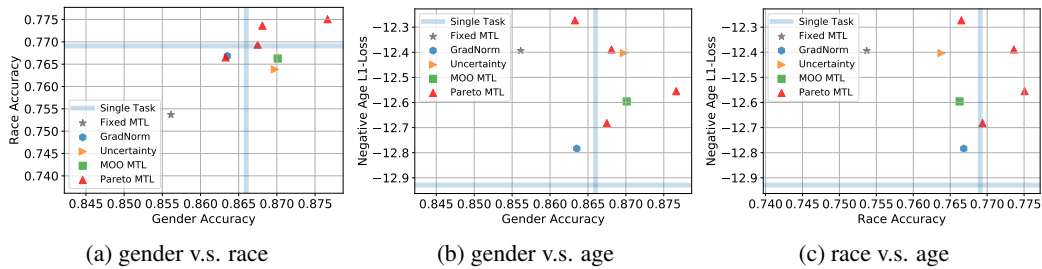 0.775
0.770
0.765
0.760
0.755
0.750
0.745
0.740
Race Accuracy
Single Task
Fixed MTL
GradNorm
Uncertainty
MOO MTL
Pareto MTL
0.845 0.850 0.855 0.860 0.865 0.870 0.875
Gender Accuracy
(a) gender v.s. race
−12.3
−12.4
−12.5
−12.6
−12.7
−12.8
−12.9
Negative Age L1-Loss
Single Task
Fixed MTL
GradNorm
Uncertainty
MOO MTL
Pareto MTL
0.845 0.850 0.855 0.860 0.865 0.870 0.875
Gender Accuracy
(b) gender v.s. age
−12.3
−12.4
−12.5
−12.6
−12.7
−12.8
−12.9
Negative Age L1-Loss
Single Task
Fixed MTL
GradNorm
Uncertainty
MOO MTL
Pareto MTL
0.740 0.745 0.750 0.755 0.760 0.765 0.770 0.775
Race Accuracy
(c) race v.s. age